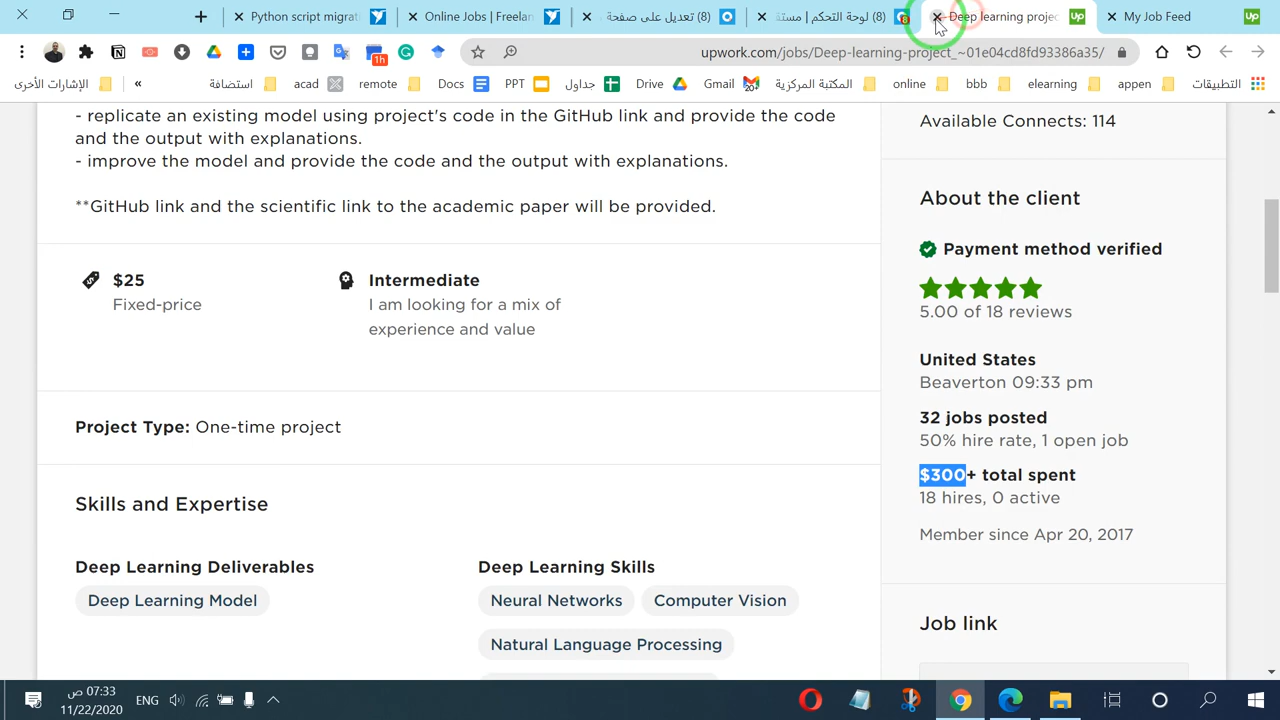 Python script migrati
Online Jobs | Freelan
(8) تعديل على صفحة
(8) لوحة التحكم | مستق
Deep learning projec
My Job Feed
upwork.com/jobs/Deep-learning-project_~01e04cd8fd93386a35/
الإشارات الأخرى
«
استضافة
acad
remote
Docs
PPT
جداول
Drive
Gmail
المكتبة المركزية
online
bbb
elearning
appen
التطبيقات
- replicate an existing model using project's code in the GitHub link and provide the code
and the output with explanations.
- improve the model and provide the code and the output with explanations.
**GitHub link and the scientific link to the academic paper will be provided.
$25
Fixed-price
Intermediate
I am looking for a mix of
experience and value
Project Type: One-time project
Skills and Expertise
Deep Learning Deliverables
Deep Learning Model
Deep Learning Skills
Neural Networks
Computer Vision
Natural Language Processing
Available Connects: 114
About the client
Payment method verified
5.00 of 18 reviews
United States
Beaverton 09:33 pm
32 jobs posted
50% hire rate, 1 open job
$300+ total spent
18 hires, 0 active
Member since Apr 20, 2017
Job link
07:33 ص
11/22/2020
ENG